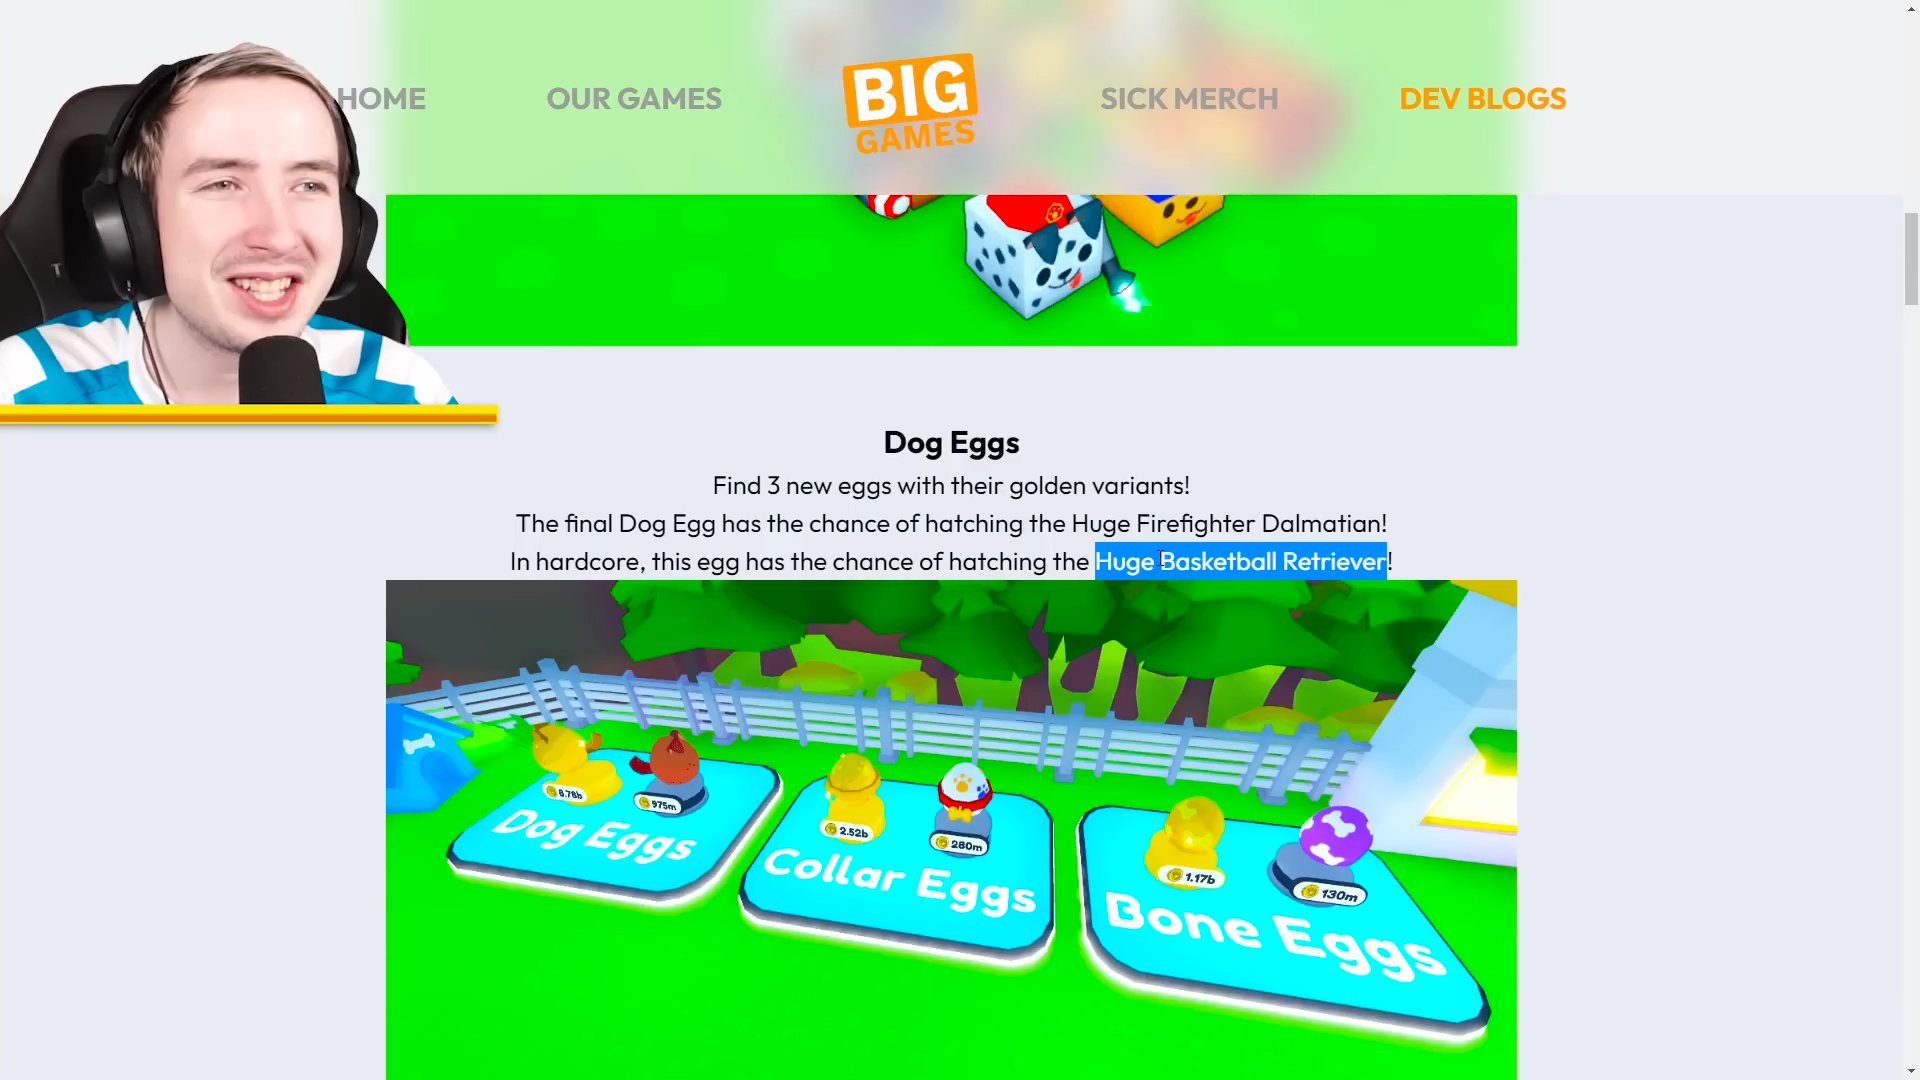 HOME
OUR GAMES
BIG
GAMES
SICK MERCH
DEV BLOGS
Dog Eggs
Find 3 new eggs with their golden variants!
The final Dog Egg has the chance of hatching the Huge Firefighter Dalmatian!
In hardcore, this egg has the chance of hatching the Huge Basketball Retriever!
8.78b
975m
Dog Eggs
2.52b
280m
Collar Eggs
1.17b
130m
Bone Eggs